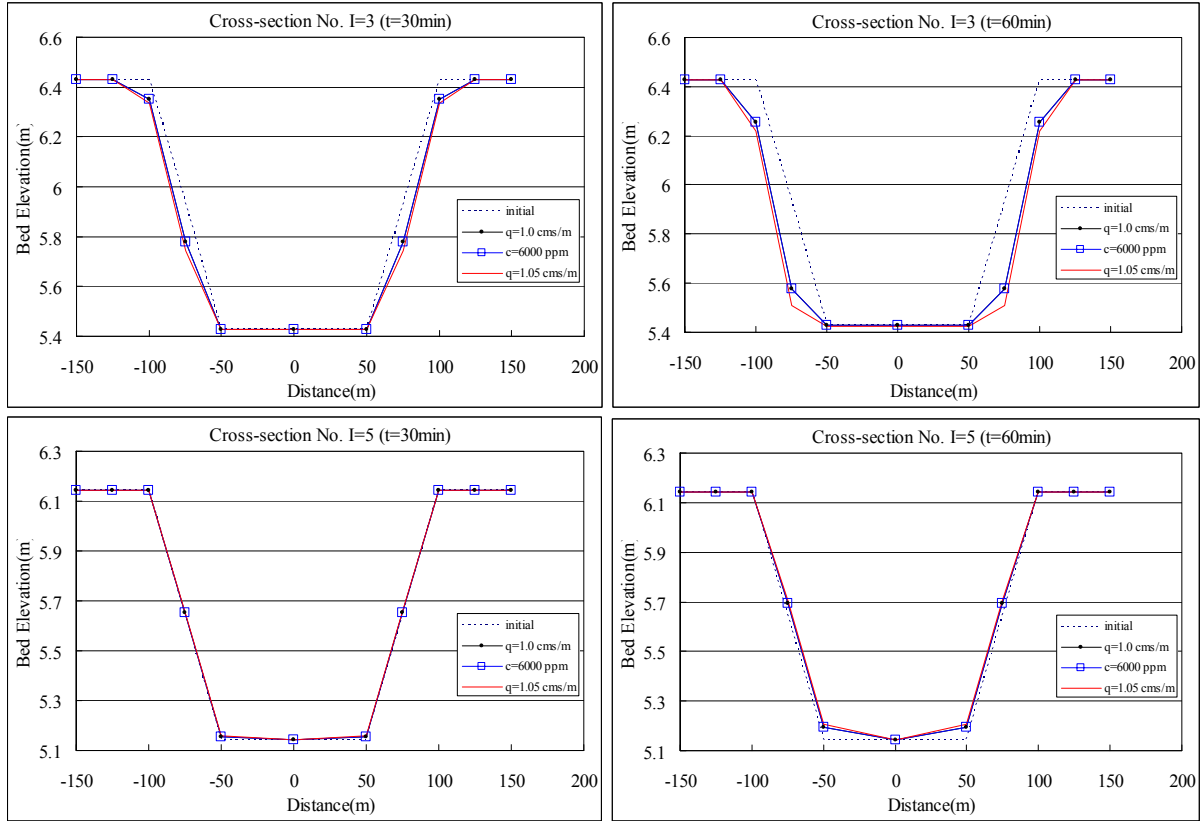 Cross-section No. I=3 (t=30min)
6.6
6.4
6.2
6
5.8
5.6
5.4
Bed Elevation(m)
-150 -100 -50 0 50 100 150 200
Distance(m)
initial
q=1.0 cms/m
c=6000 ppm
q=1.05 cms/m
Cross-section No. I=3 (t=60min)
6.6
6.4
6.2
6
5.8
5.6
5.4
Bed Elevation(m)
-150 -100 -50 0 50 100 150 200
Distance(m)
initial
q=1.0 cms/m
c=6000 ppm
q=1.05 cms/m
Cross-section No. I=5 (t=30min)
6.3
6.1
5.9
5.7
5.5
5.3
5.1
Bed Elevation(m)
-150 -100 -50 0 50 100 150 200
Distance(m)
initial
q=1.0 cms/m
c=6000 ppm
q=1.05 cms/m
Cross-section No. I=5 (t=60min)
6.3
6.1
5.9
5.7
5.5
5.3
5.1
Bed Elevation(m)
-150 -100 -50 0 50 100 150 200
Distance(m)
initial
q=1.0 cms/m
c=6000 ppm
q=1.05 cms/m